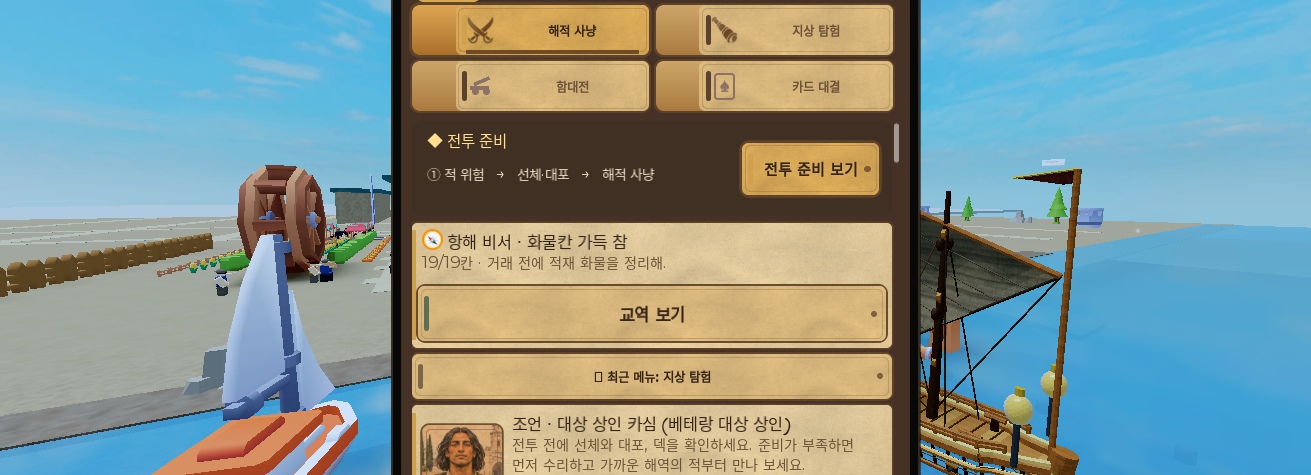 해적 사냥
지상 탐험
함대전
카드 대결
◆ 전투 준비
① 적 위험 → 선체·대포 → 해적 사냥
전투 준비 보기
항해 비서 · 화물칸 가득 참
19/19칸 · 거래 전에 적재 화물을 정리해.
교역 보기
최근 메뉴: 지상 탐험
조언 · 대상 상인 카심 (베테랑 대상 상인)
전투 전에 선체와 대포, 덱을 확인하세요. 준비가 부족하면
먼저 수리하고 가까운 해역의 적부터 만나 보세요.